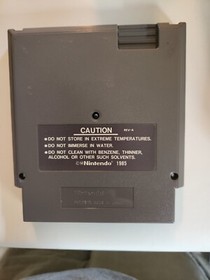 CAUTION REV-A
•DO NOT STORE IN EXTREME TEMPERATURES.
•DO NOT IMMERSE IN WATER.
•DO NOT CLEAN WITH BENZENE, THINNER,
ALCOHOL OR OTHER SUCH SOLVENTS.
©Nintendo 1985